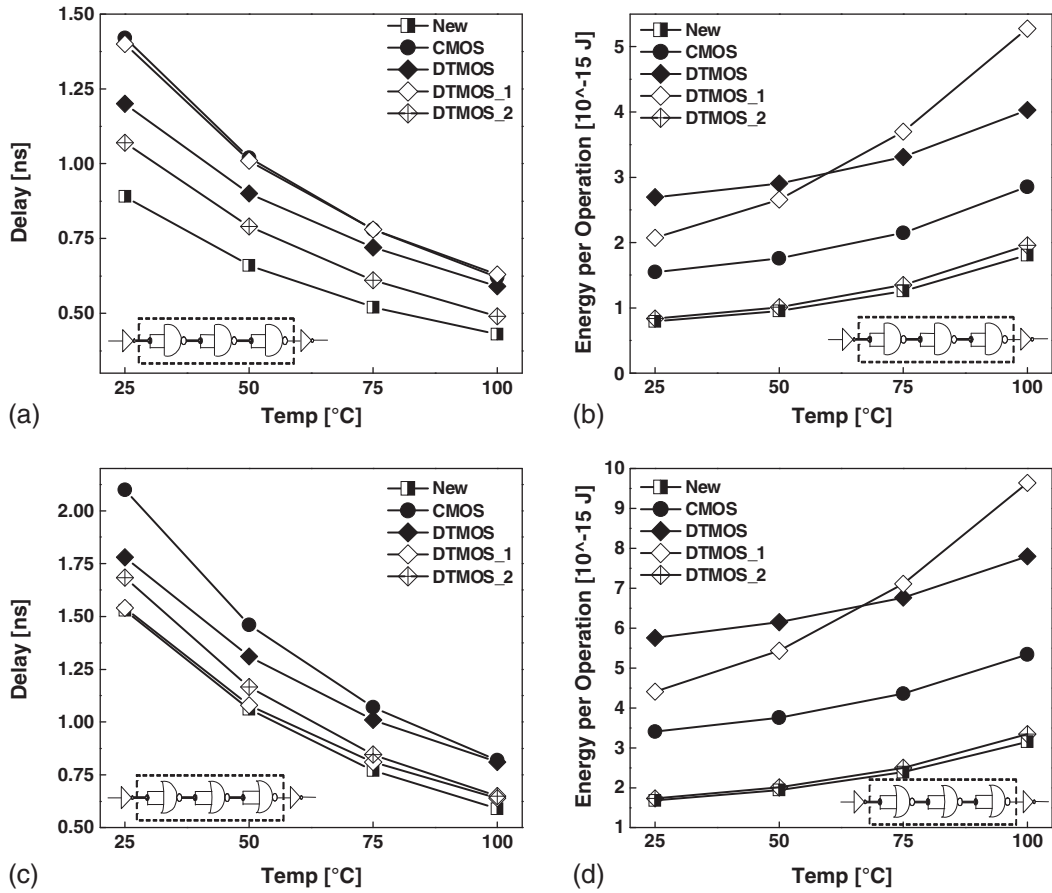 1.50
1.25
1.00
0.75
0.50
Delay [ns]
New
CMOS
DTMOS
DTMOS_1
DTMOS_2
25 50 75 100
Temp [°C]
(a)
5
4
3
2
1
0
Energy per Operation [10^-15 J]
New
CMOS
DTMOS
DTMOS_1
DTMOS_2
25 50 75 100
Temp [°C]
(b)
2.00
1.75
1.50
1.25
1.00
0.75
0.50
Delay [ns]
New
CMOS
DTMOS
DTMOS_1
DTMOS_2
25 50 75 100
Temp [°C]
(c)
10
9
8
7
6
5
4
3
2
1
Energy per Operation [10^-15 J]
New
CMOS
DTMOS
DTMOS_1
DTMOS_2
25 50 75 100
Temp [°C]
(d)